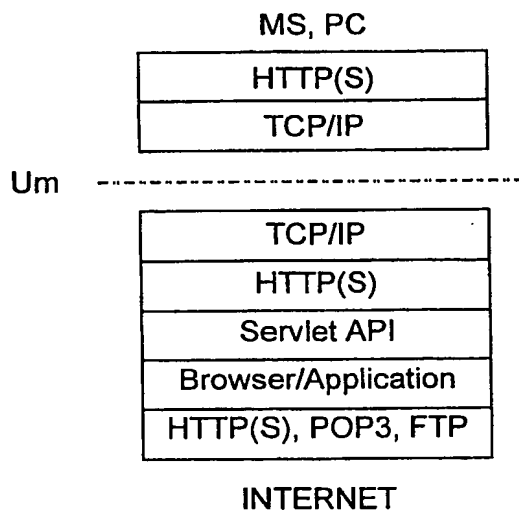 MS, PC
HTTP(S)
TCP/IP
Um
TCP/IP
HTTP(S)
Servlet API
Browser/Application
HTTP(S), POP3, FTP
INTERNET